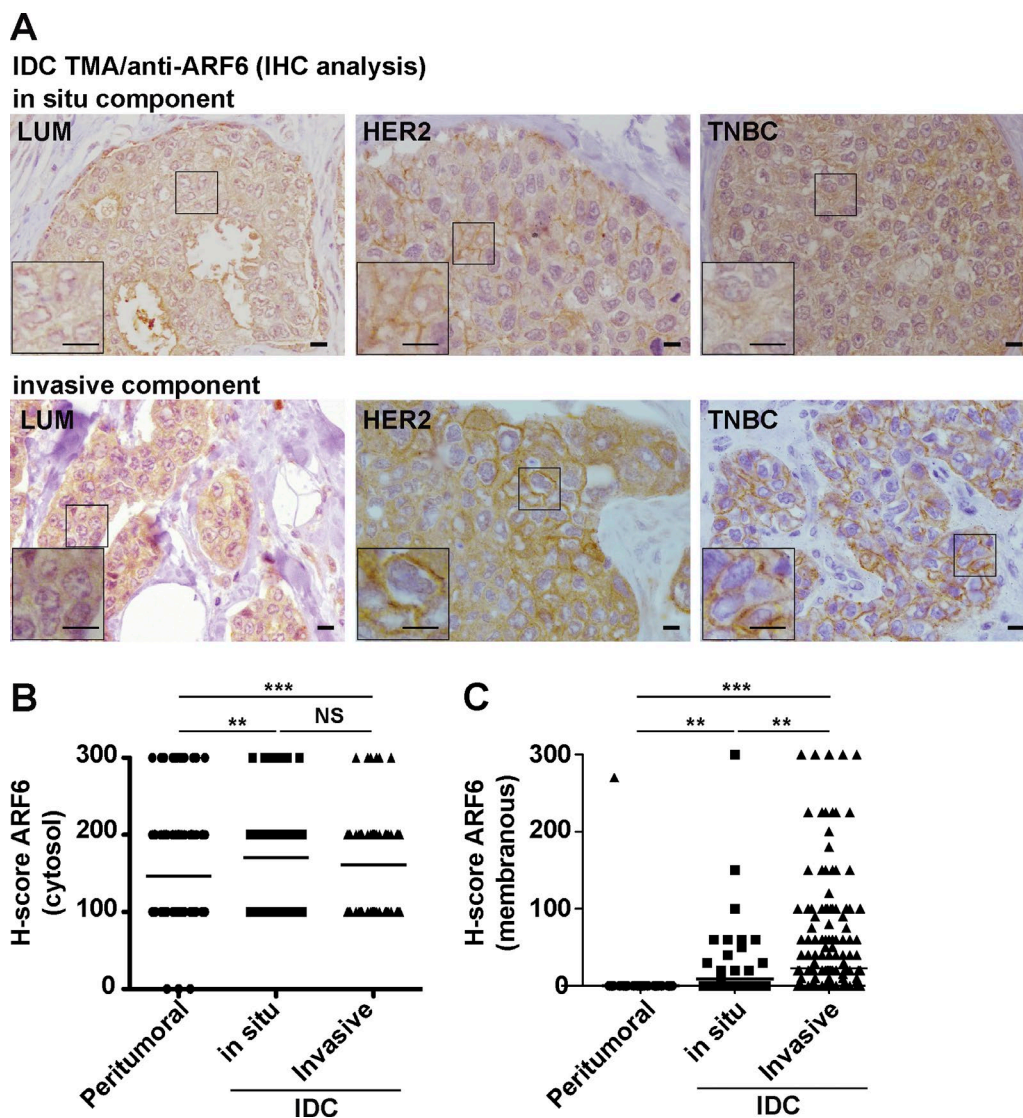 A
IDC TMA/anti-ARF6 (IHC analysis)
in situ component
LUM
HER2
TNBC
invasive component
LUM
HER2
TNBC
B
***
**
NS
300
200
100
0
H-score ARF6
(cytosol)
Peritumoral
in situ
Invasive
IDC
C
***
**
**
300
200
100
0
H-score ARF6
(membranous)
Peritumoral
in situ
Invasive
IDC